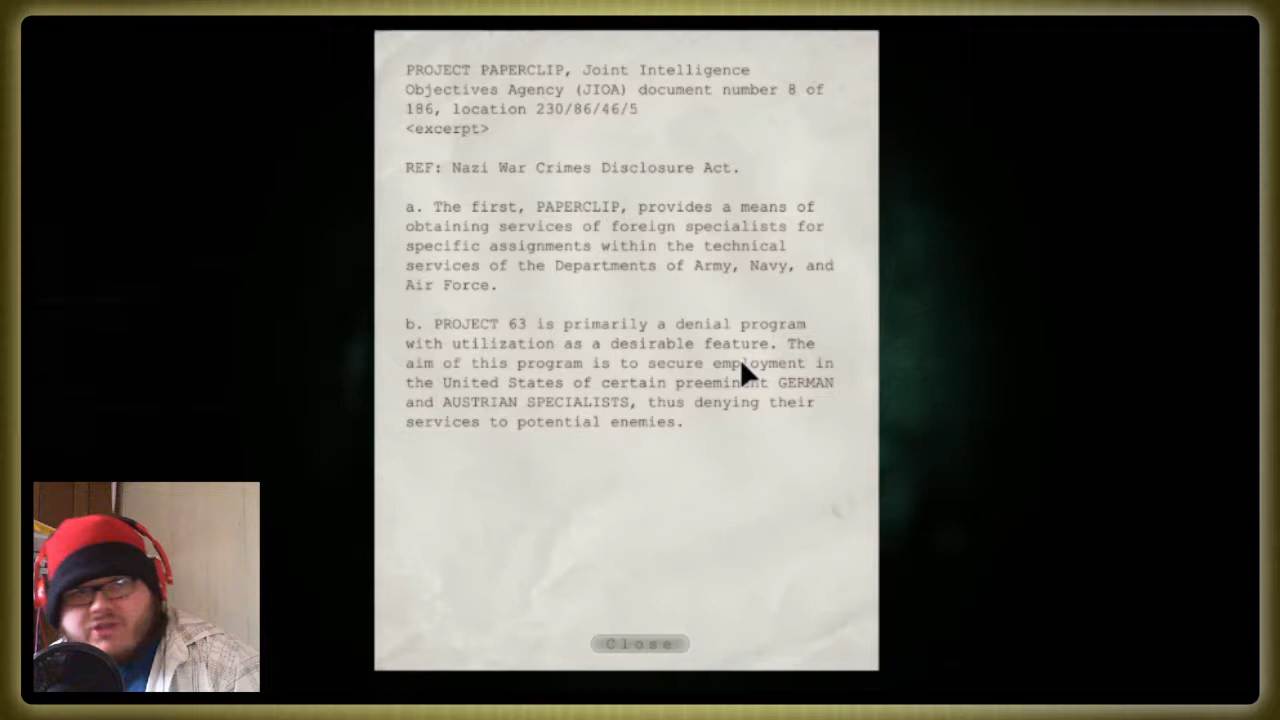 PROJECT PAPERCLIP, Joint Intelligence
Objectives Agency (JIOA) document number 8 of
186, location 230/86/46/5
<excerpt>
REF: Nazi War Crimes Disclosure Act.
a. The first, PAPERCLIP, provides a means of
obtaining services of foreign specialists for
specific assignments within the technical
services of the Departments of Army, Navy, and
Air Force.
b. PROJECT 63 is primarily a denial program
with utilization as a desirable feature. The
aim of this program is to secure employment in
the United States of certain preeminent GERMAN
and AUSTRIAN SPECIALISTS, thus denying their
services to potential enemies.
Close